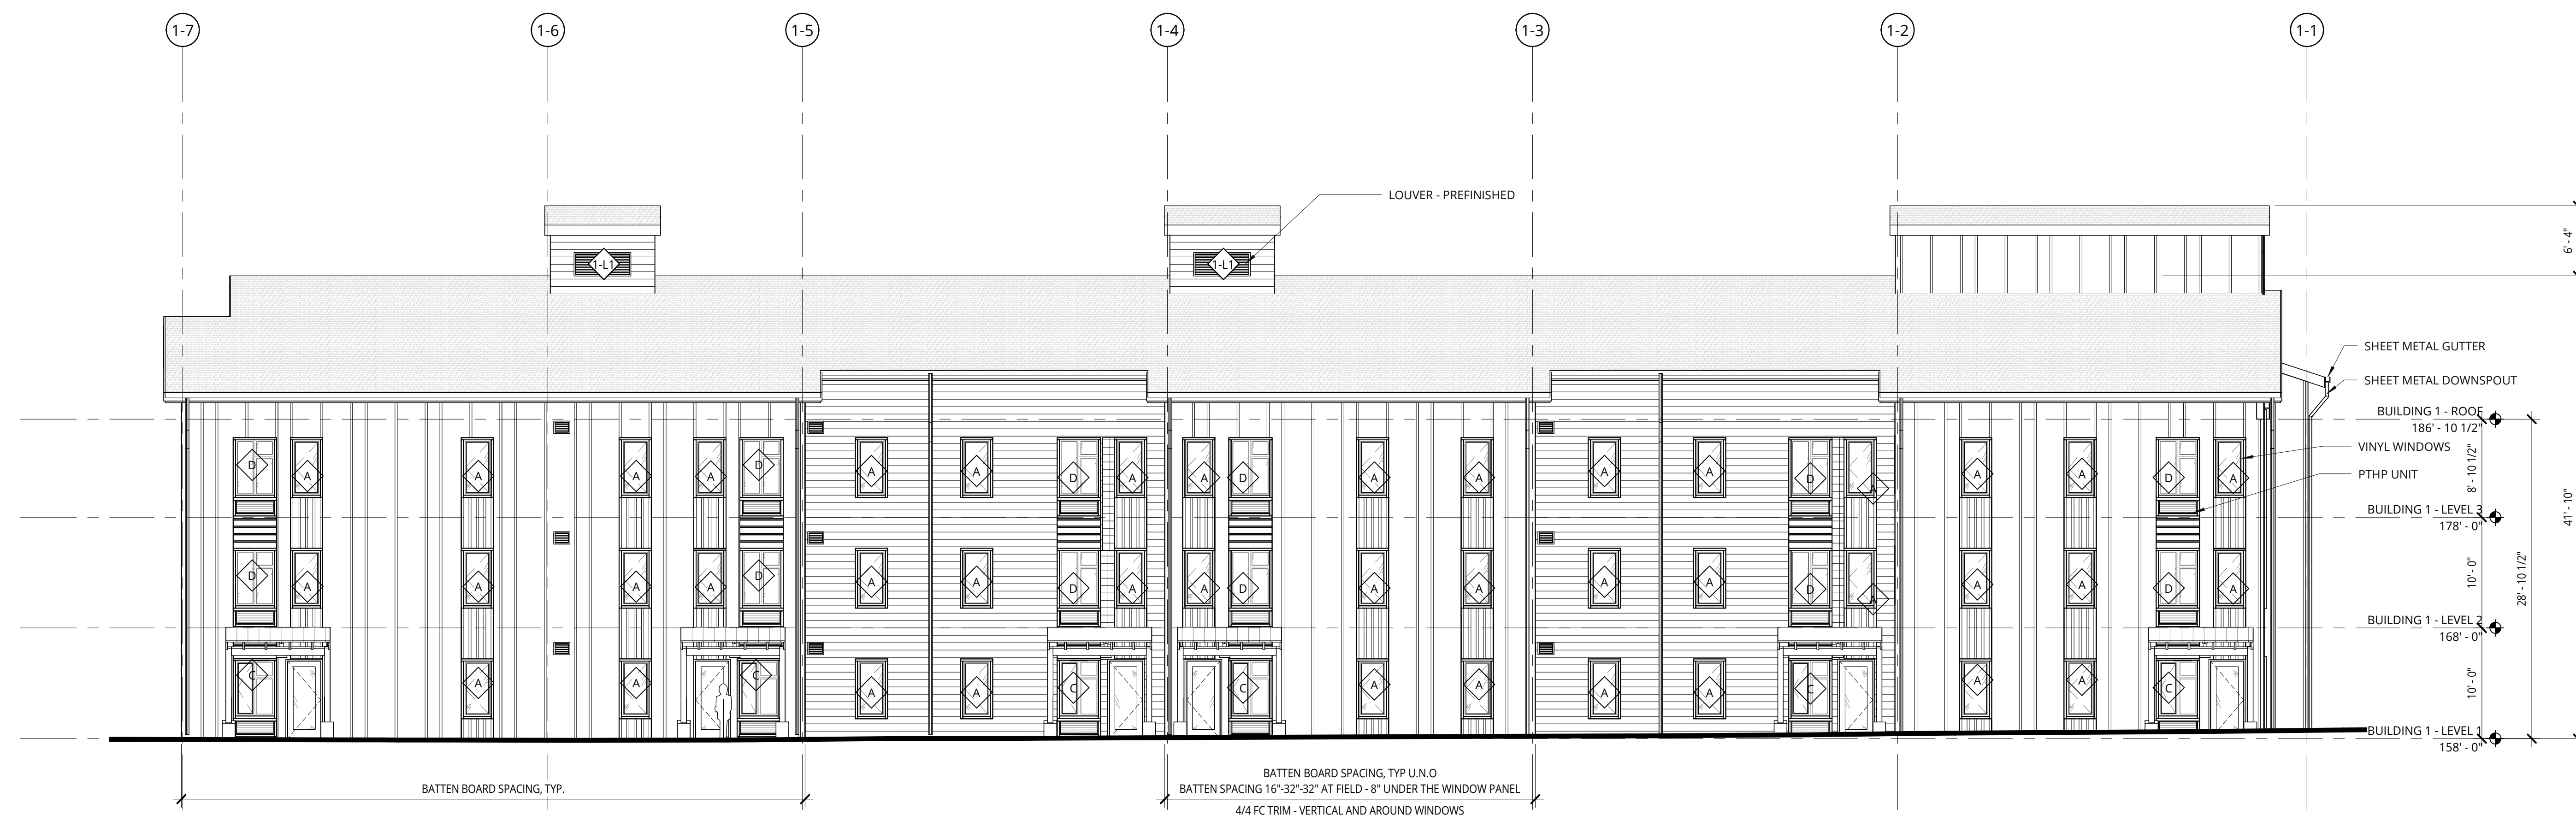 1-7 1-6 1-5 1-4 1-3 1-2 1-1
LOUVER - PREFINISHED
6' - 4"
1-L1 1-L1
SHEET METAL GUTTER
SHEET METAL DOWNSPOUT
BUILDING 1 - ROOF
186' - 10 1/2"
VINYL WINDOWS
PTHP UNIT
8' - 10 1/2"
D A A A A D A A D A A D A A A A D A A A D A
BUILDING 1 - LEVEL 3
178' - 0"
41' - 10"
10' - 0"
28' - 10 1/2"
D A A A A D A A D A A D A A A A D A A A D A
BUILDING 1 - LEVEL 2
168' - 0"
10' - 0"
C A A C A A C C A A A A C A A C
BUILDING 1 - LEVEL 1
158' - 0"
BATTEN BOARD SPACING, TYP.
BATTEN BOARD SPACING, TYP U.N.O
BATTEN SPACING 16"-32"-32" AT FIELD - 8" UNDER THE WINDOW PANEL
4/4 FC TRIM - VERTICAL AND AROUND WINDOWS